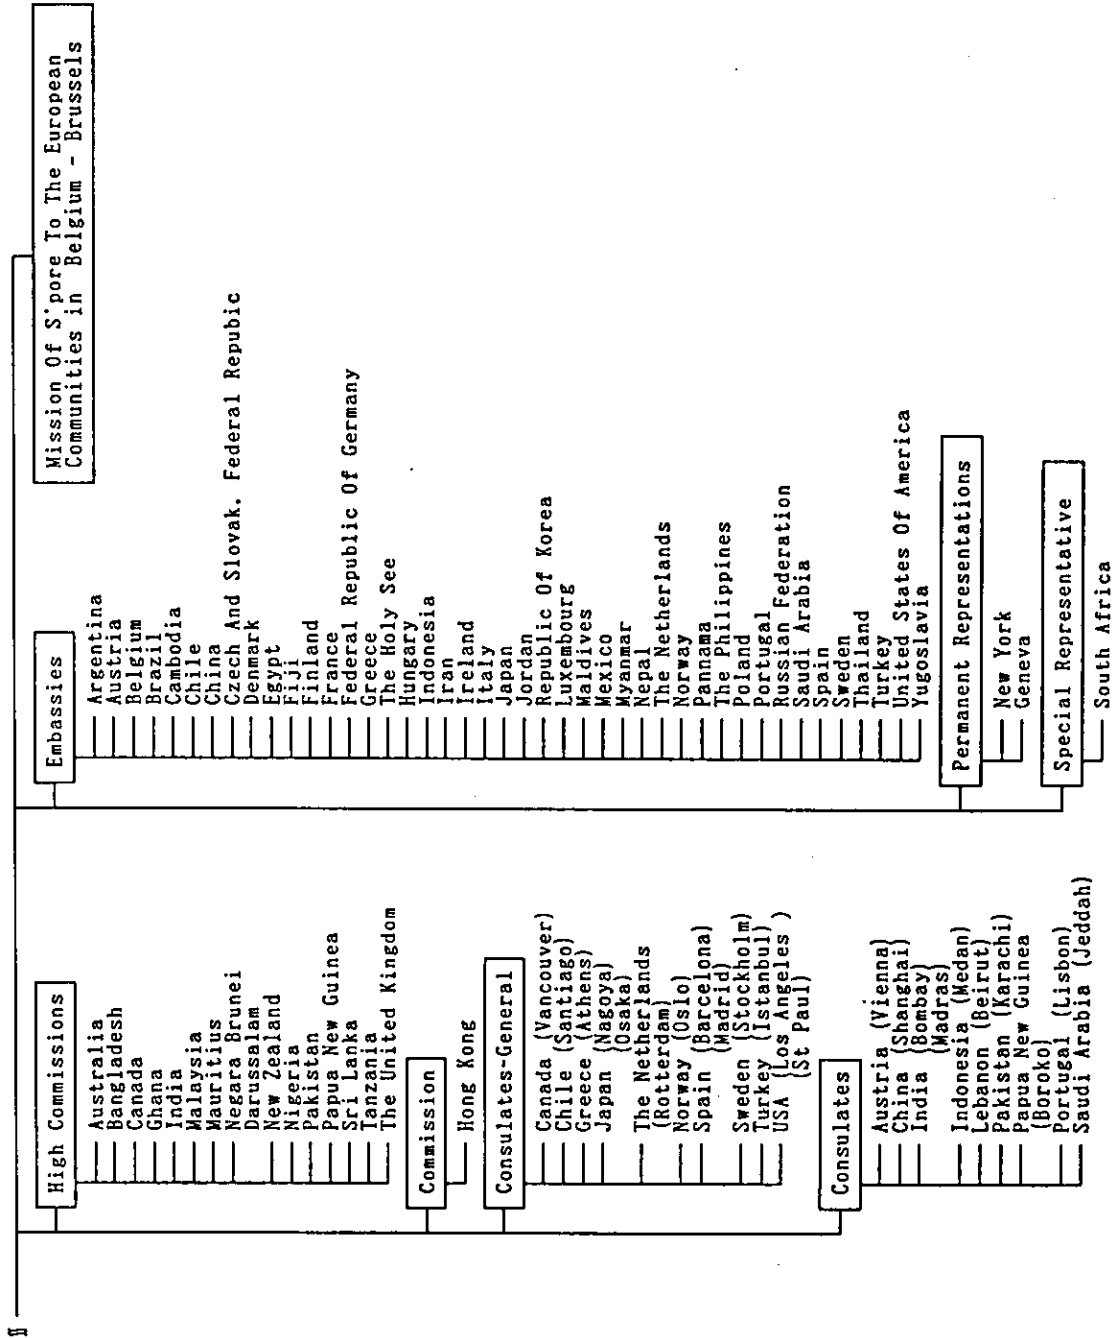 High Commissions
Australia
Bangladesh
Canada
Ghana
India
Malaysia
Mauritius
Negara Brunei
Darussalam
New Zealand
Nigeria
Pakistan
Papua New Guinea
Sri Lanka
Tanzania
The United Kingdom
Commission
Hong Kong
Consulates-General
Canada (Vancouver)
Chile (Santiago)
Greece (Athens)
Japan (Nagoya)
(Osaka)
The Netherlands
(Rotterdam)
Norway (Oslo)
Spain (Barcelona)
(Madrid)
Sweden (Stockholm)
Turkey (Istanbul)
USA (Los Angeles)
(St Paul)
Consulates
Austria (Vienna)
China (Shanghai)
India (Bombay)
(Madras)
Indonesia (Medan)
Lebanon (Beirut)
Pakistan (Karachi)
Papua New Guinea
(Boroko)
Portugal (Lisbon)
Saudi Arabia (Jeddah)
Embassies
Argentina
Austria
Belgium
Brazil
Cambodia
Chile
China
Czech And Slovak. Federal Repubic
Denmark
Egypt
Fiji
Finland
France
Federal Republic Of Germany
Greece
The Holy See
Hungary
Indonesia
Iran
Ireland
Italy
Japan
Jordan
Republic Of Korea
Luxembourg
Maldives
Mexico
Myanmar
Nepal
The Netherlands
Norway
Pannama
The Philippines
Poland
Portugal
Russian Federation
Saudi Arabia
Spain
Sweden
Thailand
Turkey
United States Of America
Yugoslavia
Permanent Representations
New York
Geneva
Special Representative
South Africa
Mission Of S'pore To The European
Communities in Belgium - Brussels